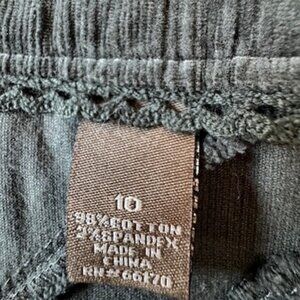 10
98% COTTON
2% SPANDEX
MADE IN
CHINA
RN# 66170